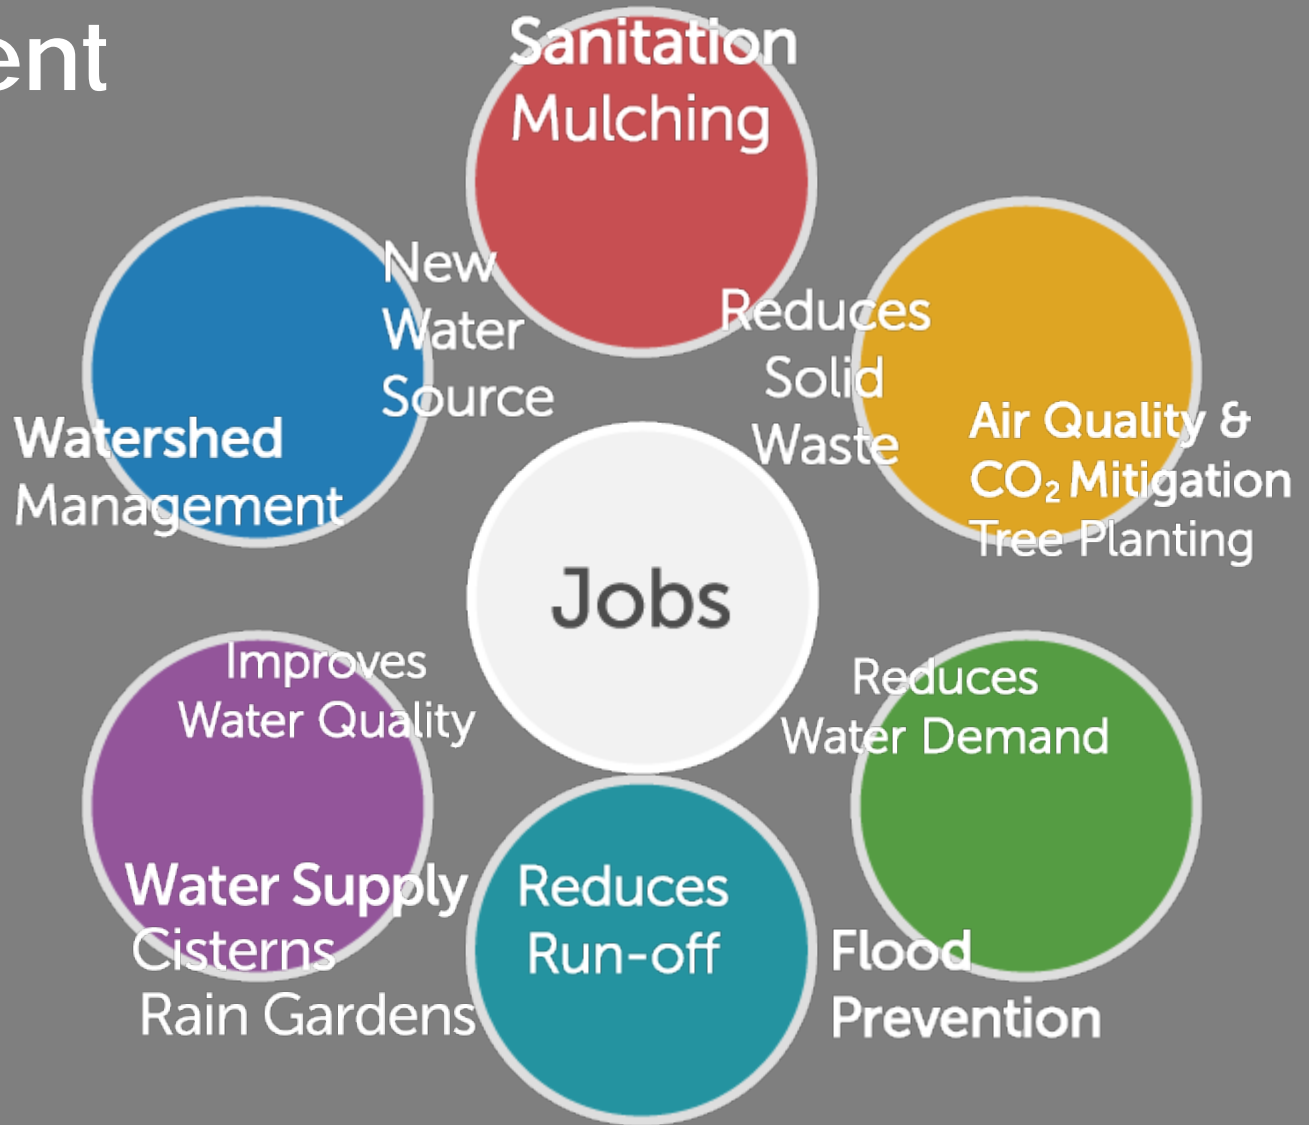 ent
Sanitation
Mulching
New
Water
Source
Reduces
Solid
Waste
Watershed
Management
Air Quality &
CO₂ Mitigation
Tree Planting
Jobs
Improves
Water Quality
Reduces
Water Demand
Water Supply
Cisterns
Rain Gardens
Reduces
Run-off
Flood
Prevention